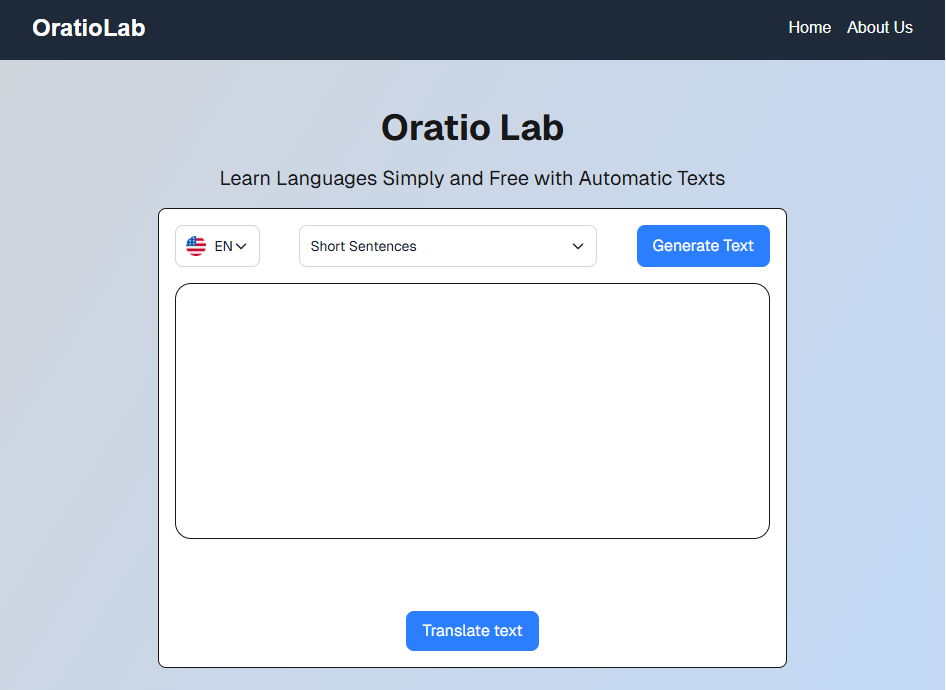 OratioLab
Home About Us
Oratio Lab
Learn Languages Simply and Free with Automatic Texts
EN Short Sentences Generate Text
Translate text